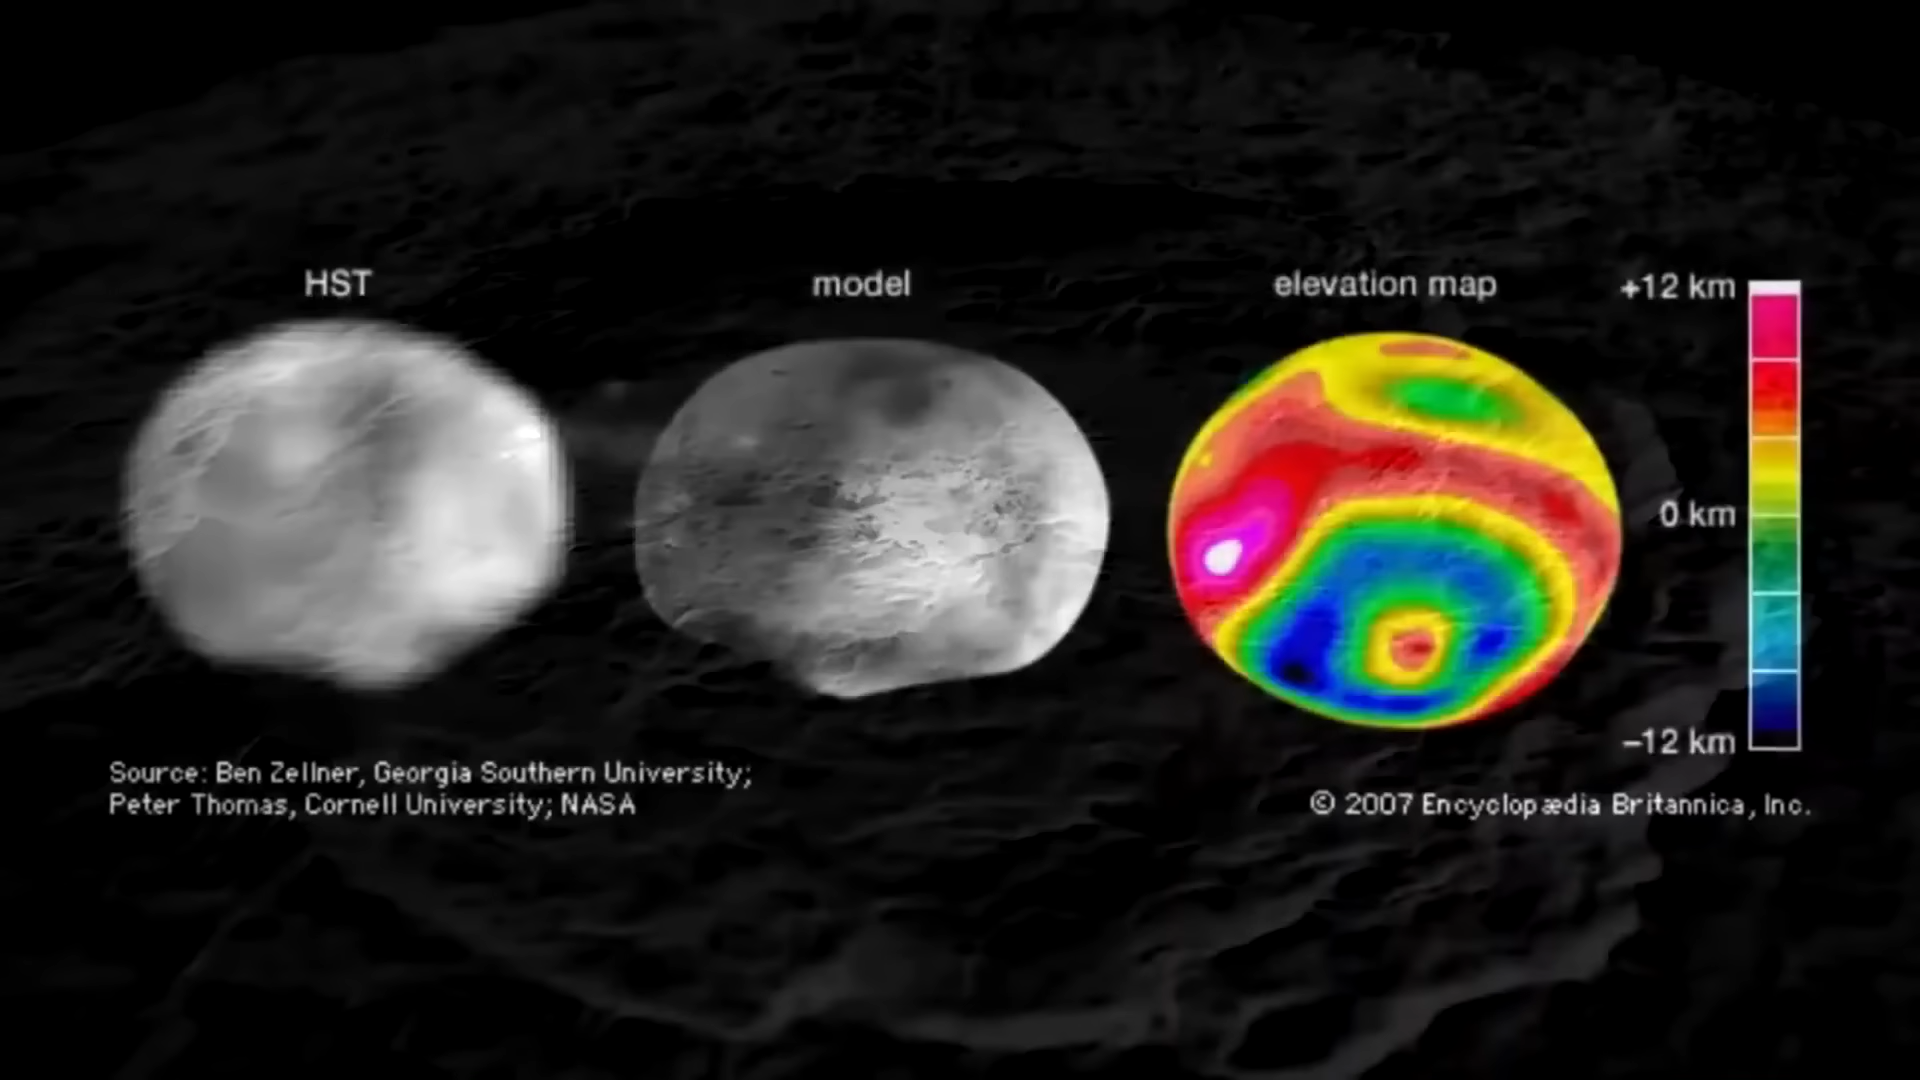 HST
model
elevation map
+12 km
0 km
–12 km
Source: Ben Zellner, Georgia Southern University;
Peter Thomas, Cornell University; NASA
© 2007 Encyclopædia Britannica, Inc.